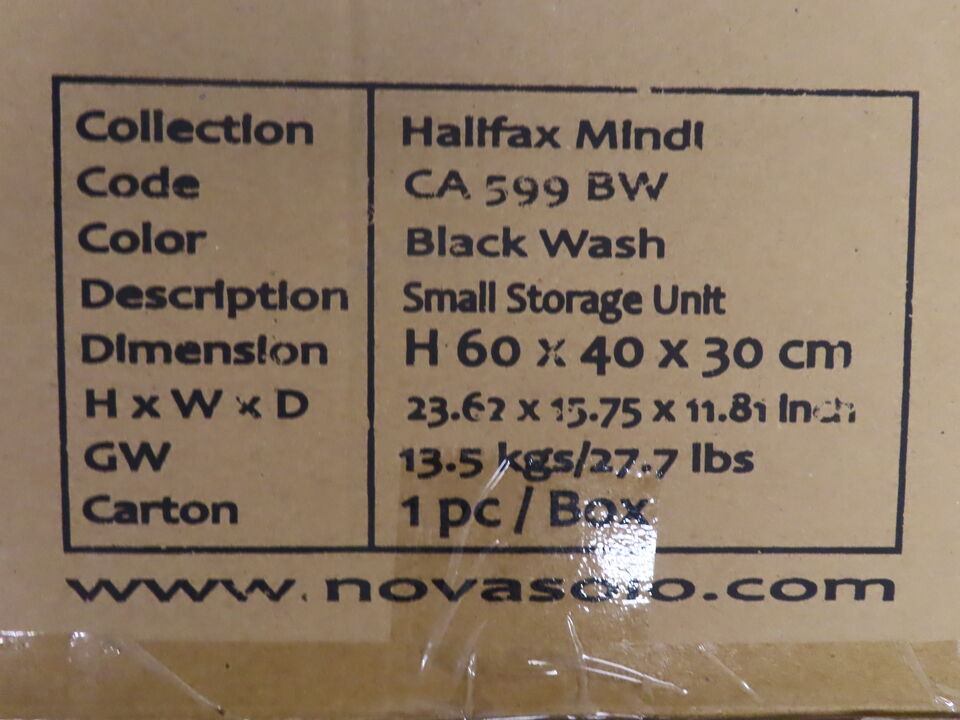 Collection Halifax Mindi
Code CA 599 BW
Color Black Wash
Description Small Storage Unit
Dimension H 60 x 40 x 30 cm
H x W x D 23.62 x 15.75 x 11.81 Inch
GW 13.5 kgs/27.7 lbs
Carton 1 pc / Box
www.novasolo.com